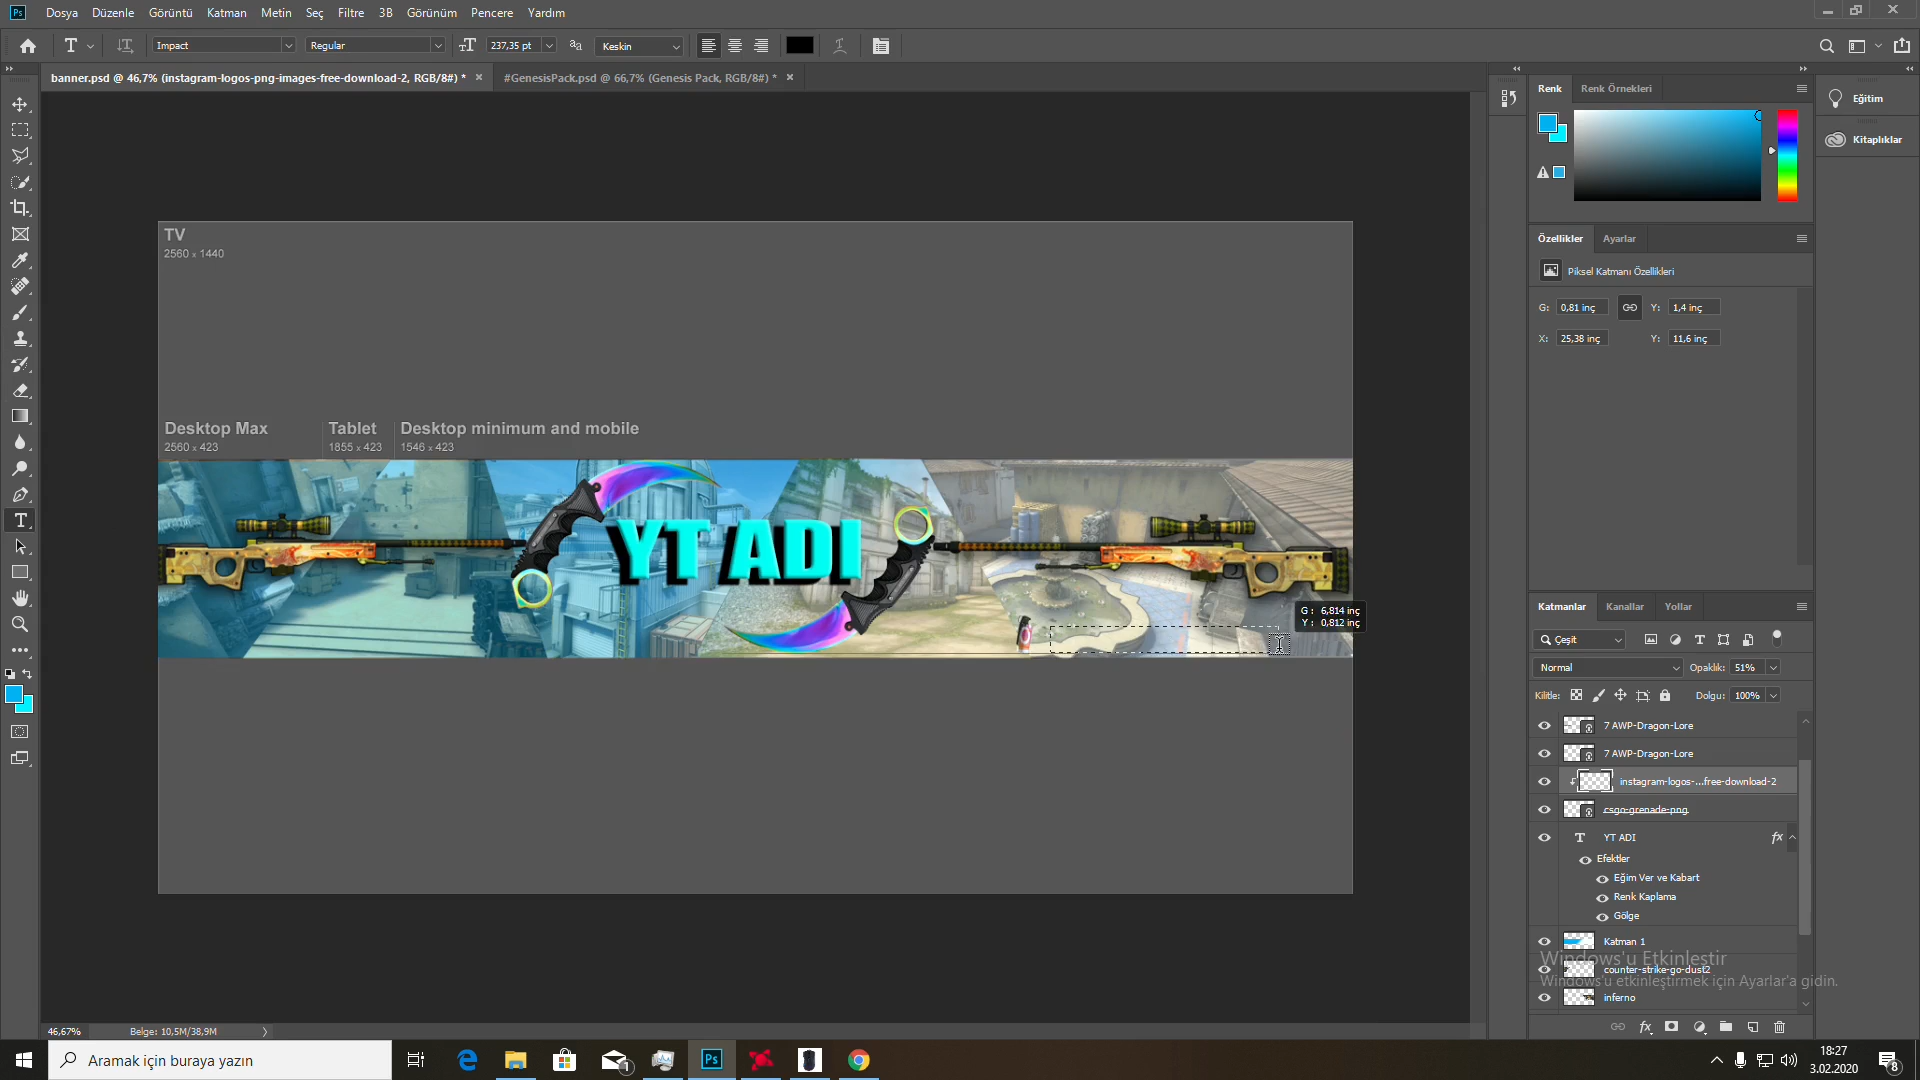 Ps Dosya Düzenle Görüntü Katman Metin Seç Filtre 3B Görünüm Pencere Yardım
T Impact Regular 237,35 pt Keskin
banner.psd @ 46,7% (instagram-logos-png-images-free-download-2, RGB/8#) * #GenesisPack.psd @ 66,7% (Genesis Pack, RGB/8#) *
TV
2560 x 1440
Desktop Max Tablet Desktop minimum and mobile
2560 x 423 1855 x 423 1546 x 423
YT ADI
G : 6,814 inç
Y : 0,812 inç
Renk Renk Örnekleri
Eğitim
Kitaplıklar
Özellikler Ayarlar
Piksel Katmanı Özellikleri
G: 0,81 inç Y: 1,4 inç
X: 25,38 inç Y: 11,6 inç
Katmanlar Kanallar Yollar
Çeşit
Normal Opaklık: 51%
Kilitle: Dolgu: 100%
7 AWP-Dragon-Lore
7 AWP-Dragon-Lore
instagram-logos-...free-download-2
csgo-grenade-png
T YT ADI fx
Efektler
Eğim Ver ve Kabart
Renk Kaplama
Gölge
Katman 1
Windows'u Etkinleştir
counter-strike-go-dust2
Windows'u etkinleştirmek için Ayarlar'a gidin.
inferno
fx
46,67% Belge: 10,5M/38,9M
Aramak için buraya yazın
1
Ps
18:27
3.02.2020
8